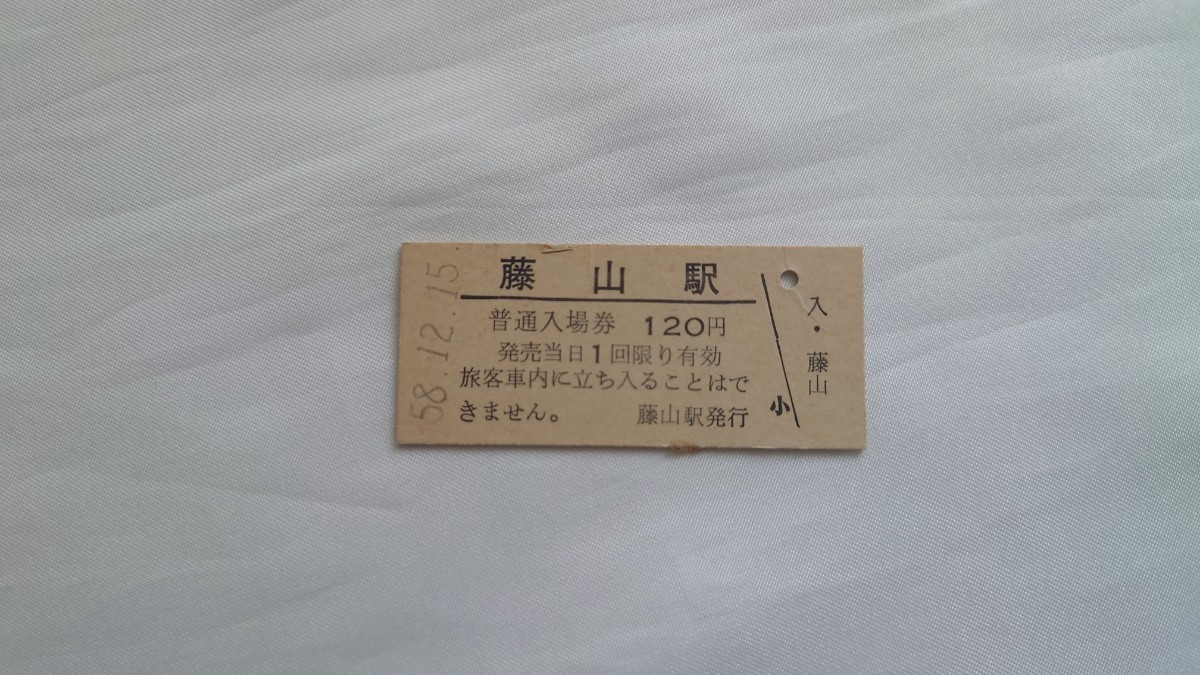 58.12.15
藤山駅
普通入場券 120円
発売当日1回限り有効
旅客車内に立ち入ることはで
きません。 藤山駅発行
小
入・藤山